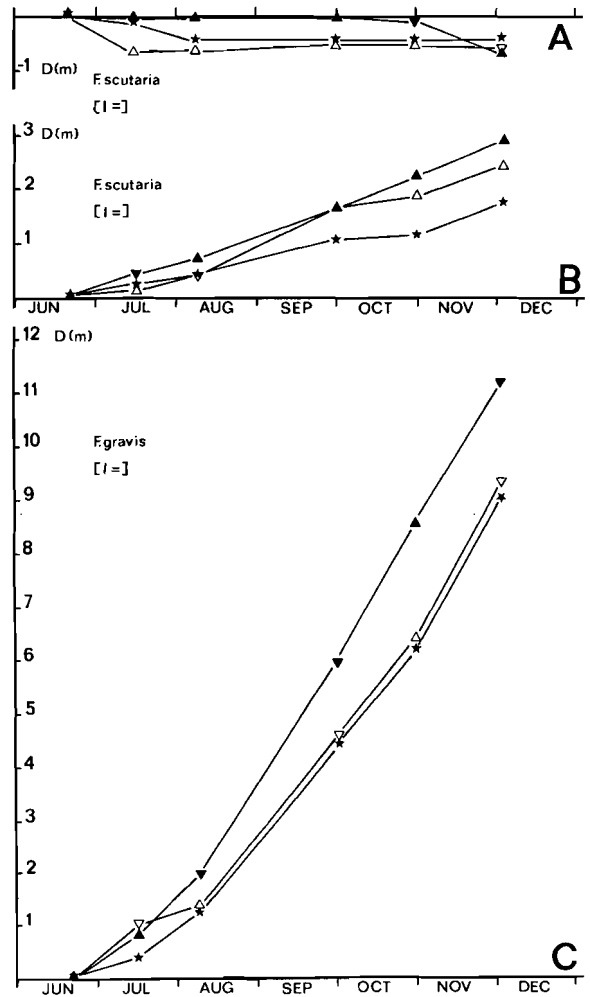 A
-1 D(m)
F.scutaria
[l=]
3 D(m)
2
F.scutaria
[l=]
1
B
JUN JUL AUG SEP OCT NOV DEC
12 D(m)
11
10
F.gravis
[l=]
9
8
7
6
5
4
3
2
1
C
JUN JUL AUG SEP OCT NOV DEC